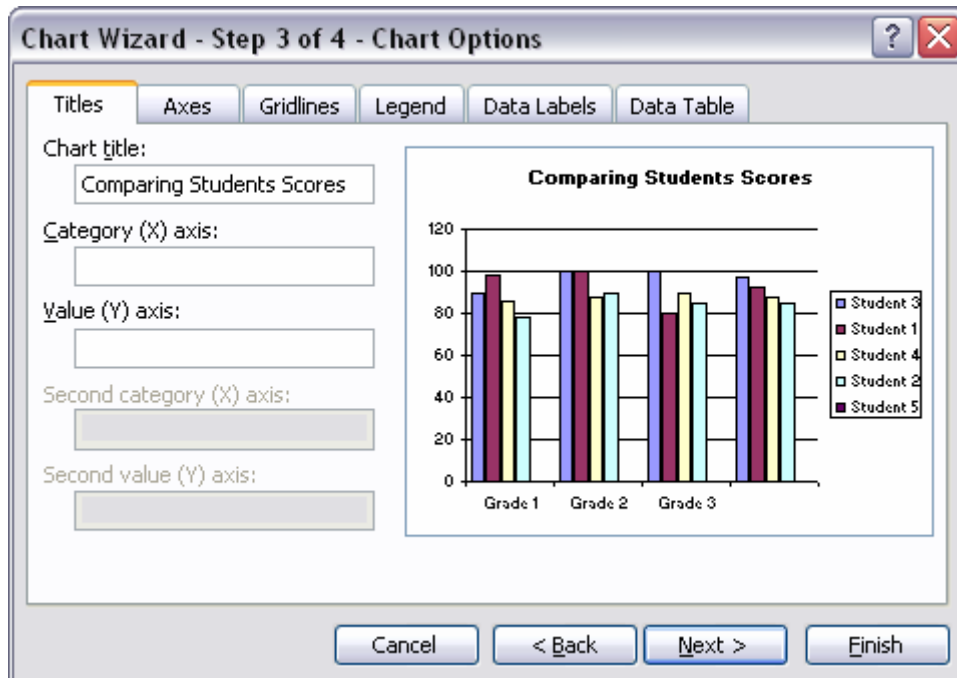 Chart Wizard - Step 3 of 4 - Chart Options
Titles Axes Gridlines Legend Data Labels Data Table
Chart title:
Comparing Students Scores
Category (X) axis:
Value (Y) axis:
Second category (X) axis:
Second value (Y) axis:
Comparing Students Scores
120
100
80
60
40
20
0
Grade 1 Grade 2 Grade 3
Student 3
Student 1
Student 4
Student 2
Student 5
Cancel < Back Next > Finish